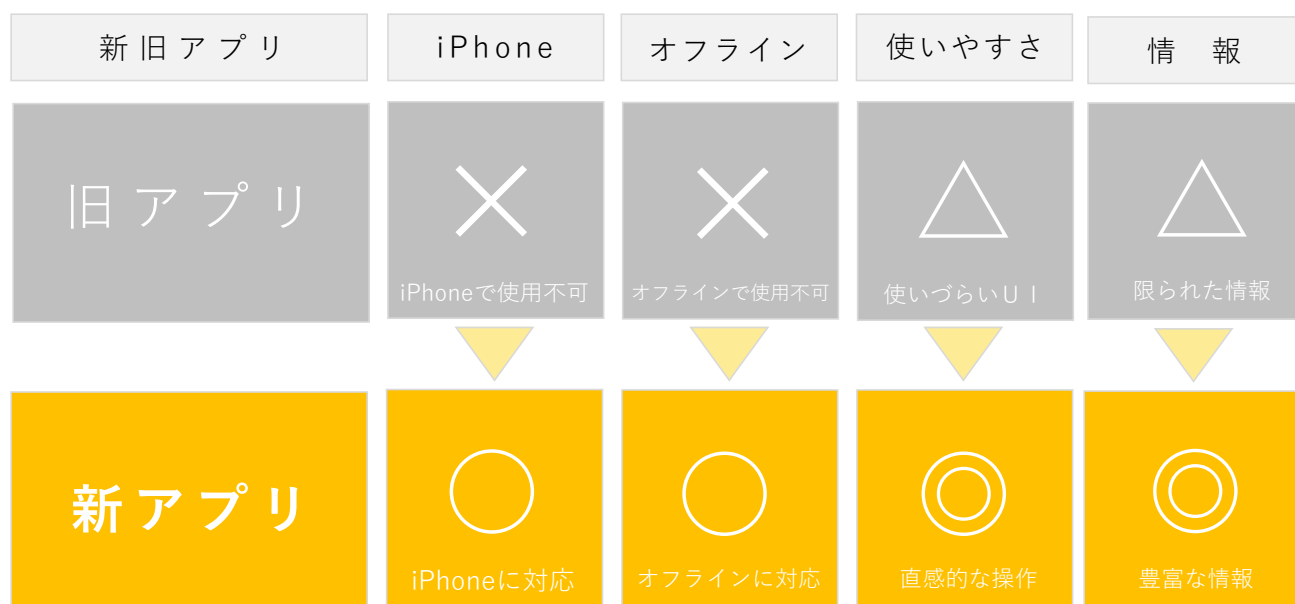 新旧アプリ
iPhone
オフライン
使いやすさ
情 報
旧アプリ
iPhoneで使用不可
オフラインで使用不可
使いづらいＵＩ
限られた情報
新アプリ
iPhoneに対応
オフラインに対応
直感的な操作
豊富な情報